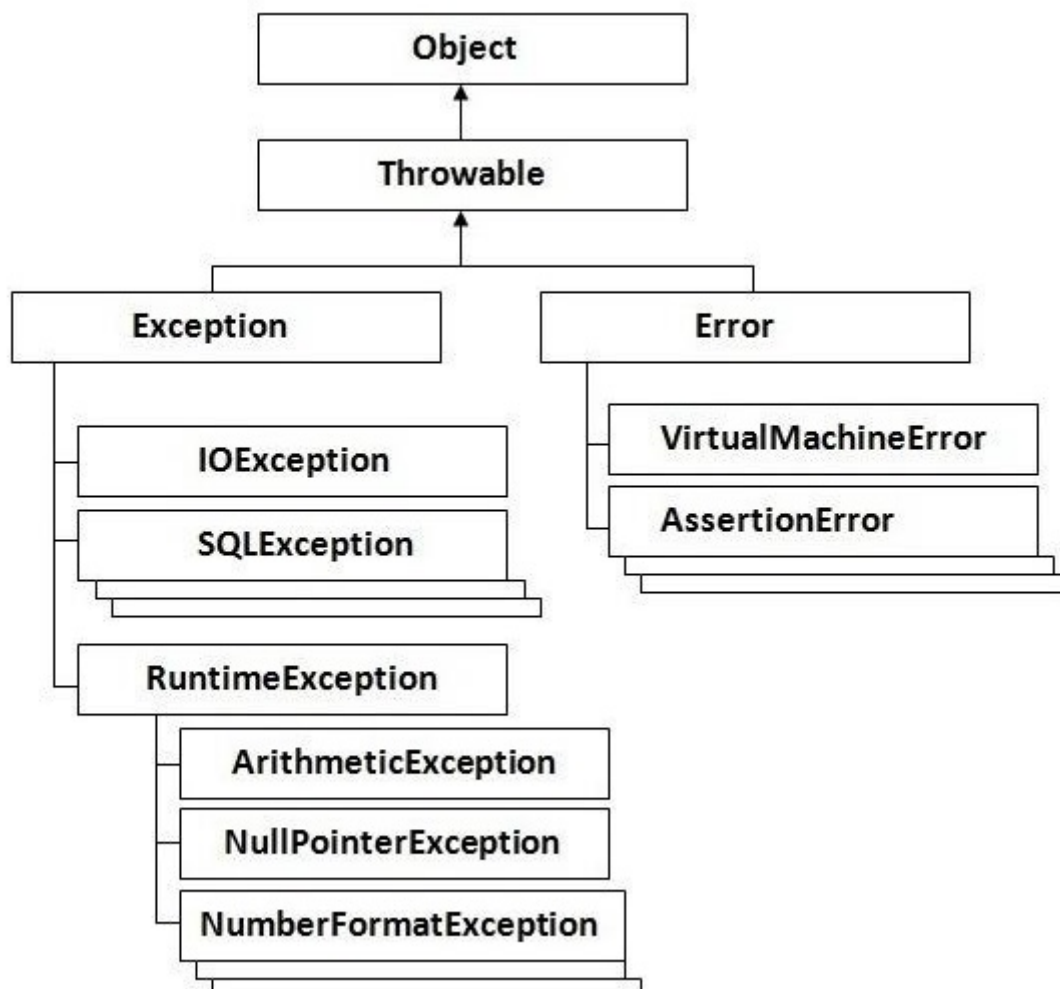 Object
Throwable
Exception
Error
IOException
SQLException
RuntimeException
ArithmeticException
NullPointerException
NumberFormatException
VirtualMachineError
AssertionError